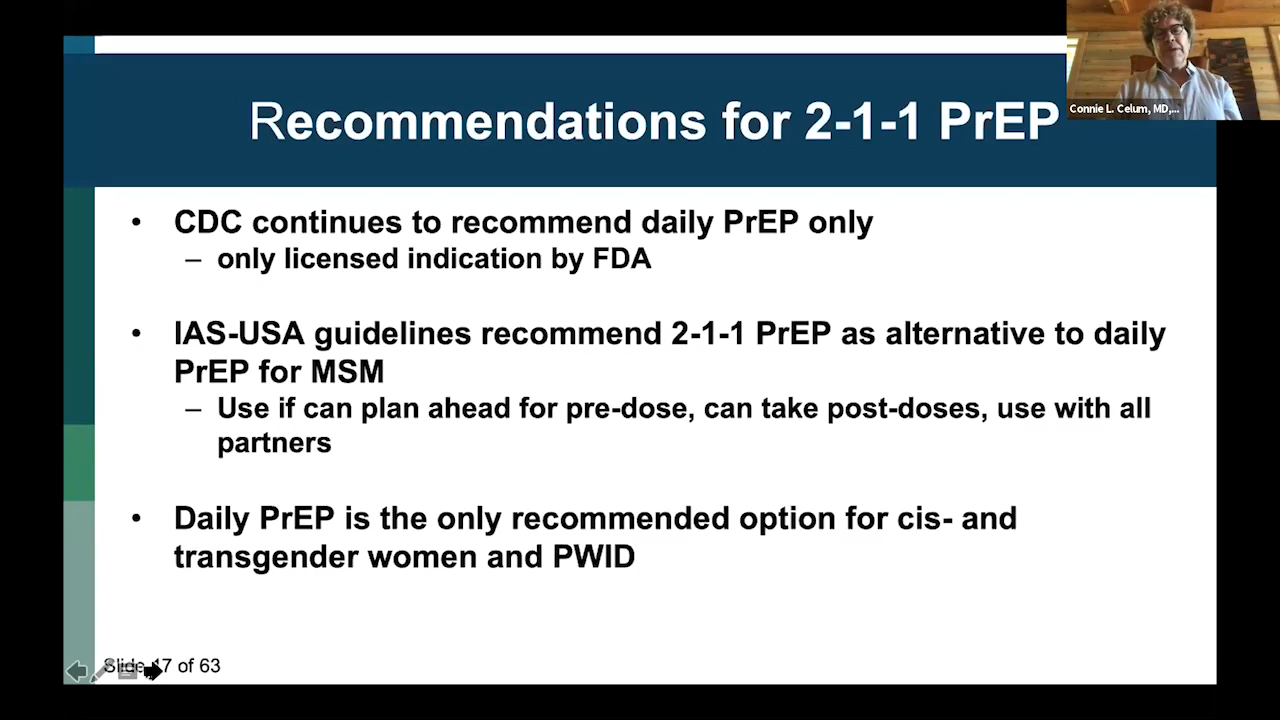 Connie L. Celum, MD,...
Recommendations for 2-1-1 PrEP
• CDC continues to recommend daily PrEP only
– only licensed indication by FDA
• IAS-USA guidelines recommend 2-1-1 PrEP as alternative to daily
PrEP for MSM
– Use if can plan ahead for pre-dose, can take post-doses, use with all
partners
• Daily PrEP is the only recommended option for cis- and
transgender women and PWID
Slide 17 of 63